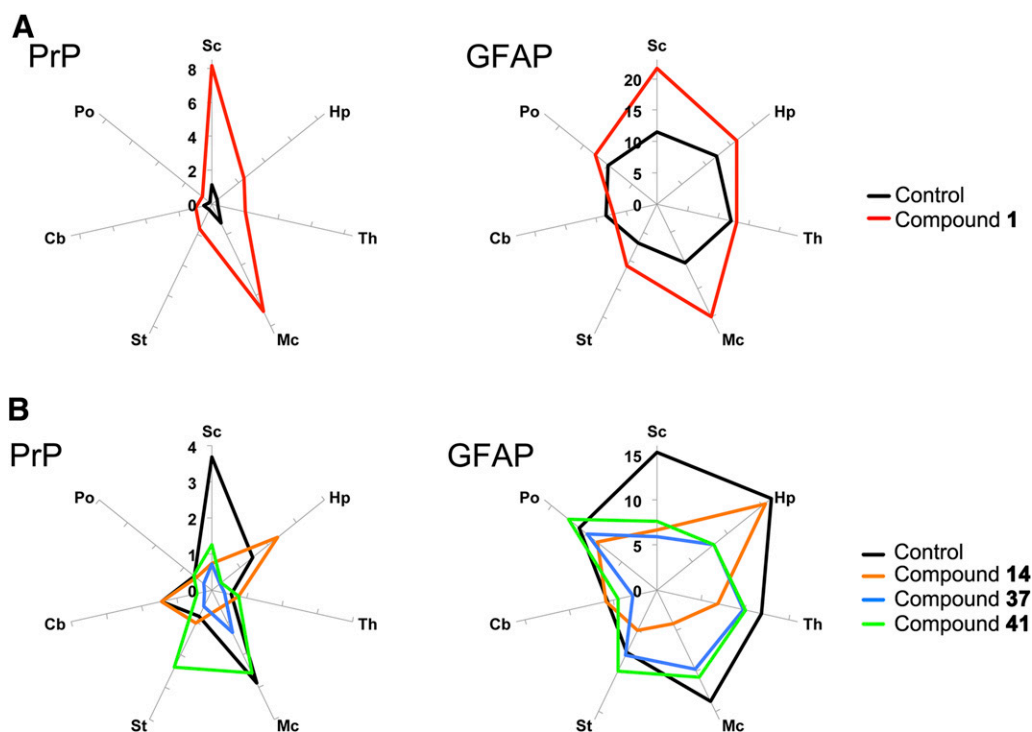 A
PrP
Sc
8
6
4
2
0
Po
Hp
Cb
Th
St
Mc
GFAP
Sc
20
15
10
5
0
Po
Hp
Cb
Th
St
Mc
Control
Compound 1
B
PrP
Sc
4
3
2
1
0
Po
Hp
Cb
Th
St
Mc
GFAP
Sc
15
10
5
0
Po
Hp
Cb
Th
St
Mc
Control
Compound 14
Compound 37
Compound 41